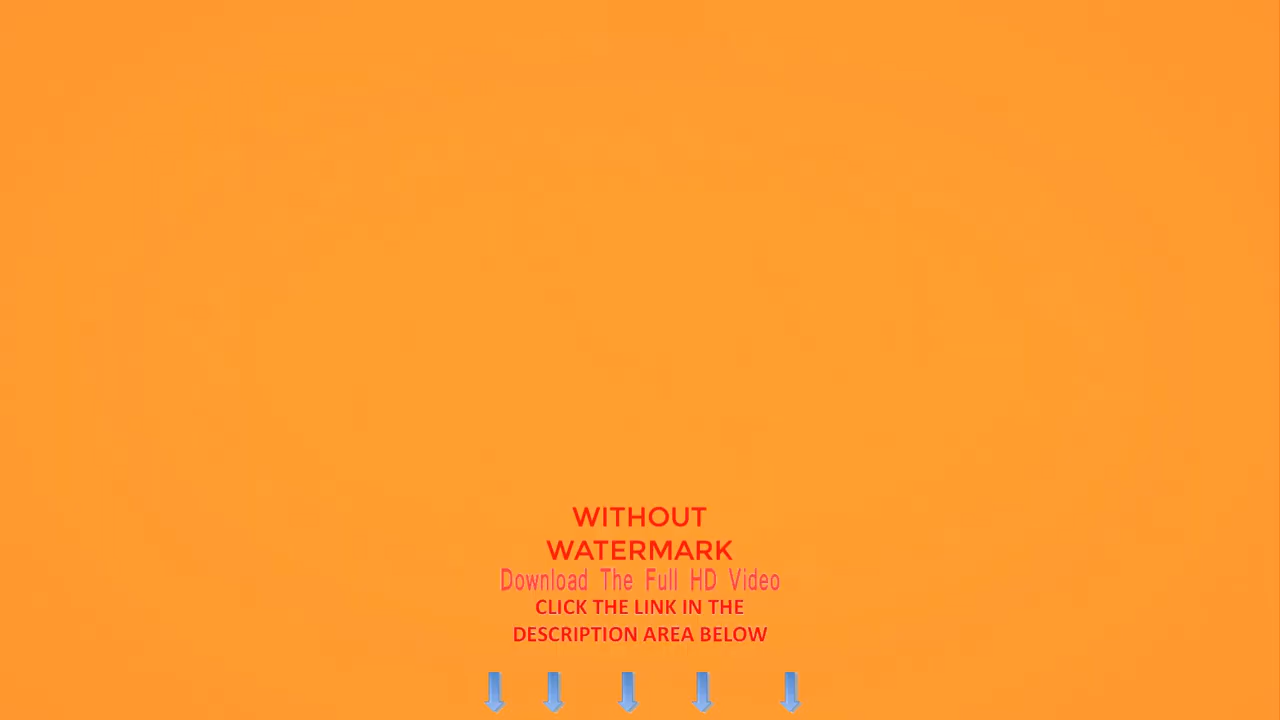 WITHOUT
WATERMARK
Download The Full HD Video
CLICK THE LINK IN THE
DESCRIPTION AREA BELOW